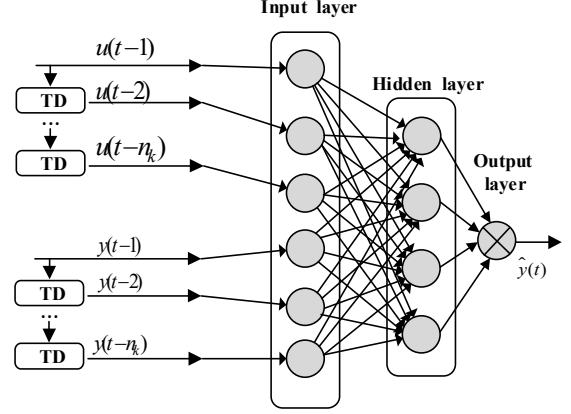 Input layer
u(t−1)
TD
u(t−2)
...
TD
u(t−n_k)
Hidden layer
Output
layer
y(t−1)
TD
y(t−2)
...
TD
y(t−n_k)
ŷ(t)